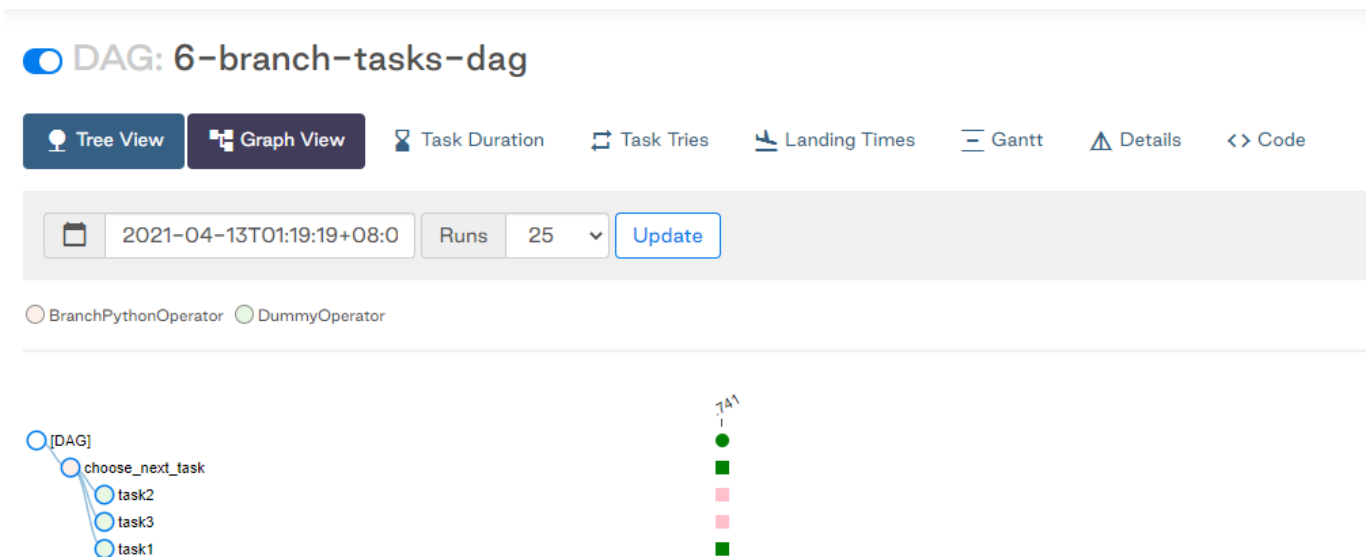 DAG: 6-branch-tasks-dag
Tree View Graph View Task Duration Task Tries Landing Times Gantt Details <> Code
2021-04-13T01:19:19+08:0 Runs 25 Update
BranchPythonOperator DummyOperator
.741
[DAG]
choose_next_task
task2
task3
task1